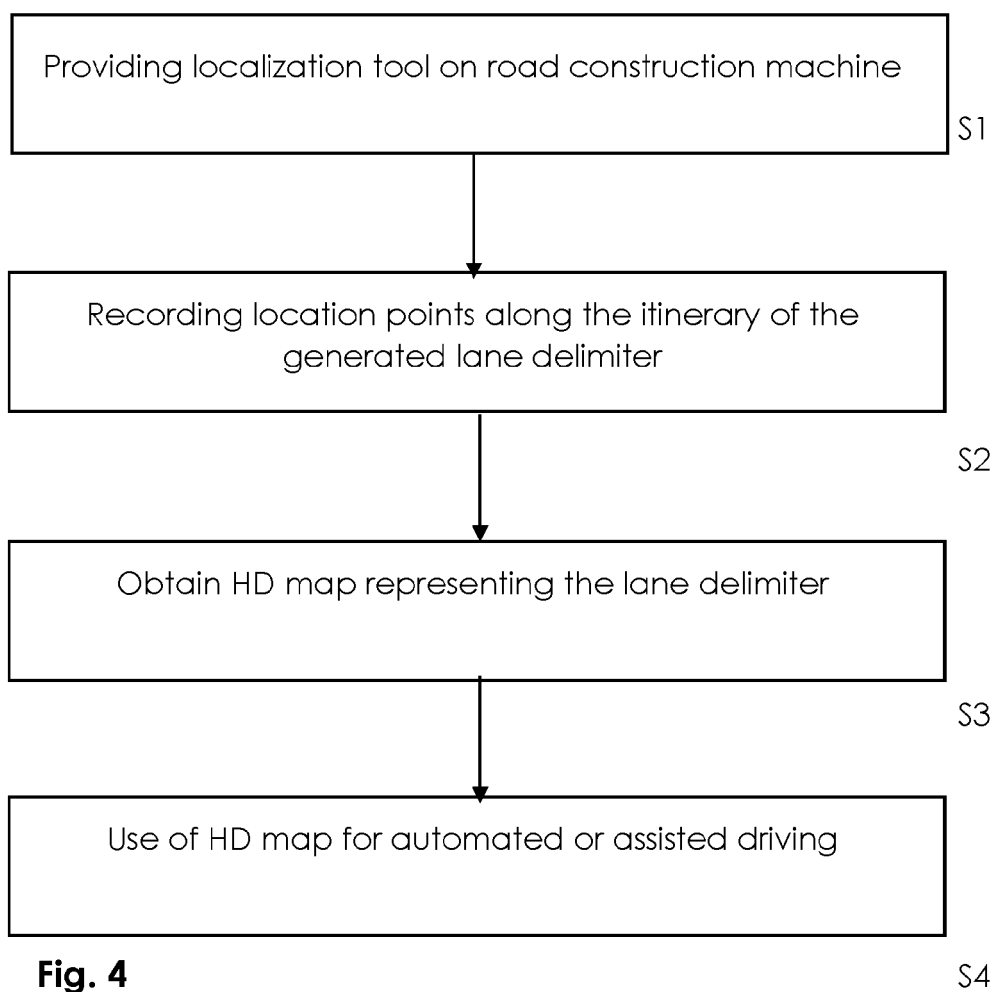 Providing localization tool on road construction machine
S1
Recording location points along the itinerary of the
generated lane delimiter
S2
Obtain HD map representing the lane delimiter
S3
Use of HD map for automated or assisted driving
Fig. 4
S4